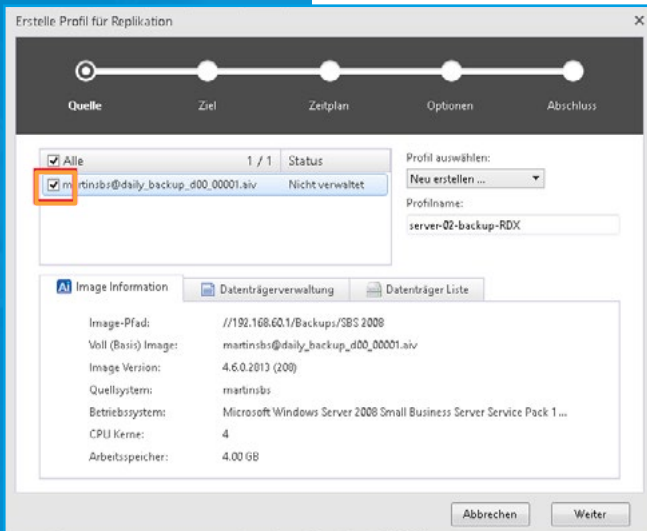 Erstelle Profil für Replikation
Quelle Ziel Zeitplan Optionen Abschluss
Alle 1 / 1 Status
martinsbs@daily_backup_d00_00001.aiv Nicht verwaltet
Profil auswählen:
Neu erstellen ...
Profilname:
server-02-backup-RDX
Ai Image Information Datenträgerverwaltung Datenträger Liste
Image-Pfad: //192.168.60.1/Backups/SBS 2008
Voll (Basis) Image: martinsbs@daily_backup_d00_00001.aiv
Image Version: 4.6.0.2813 (208)
Quellsystem: martinsbs
Betriebssystem: Microsoft Windows Server 2008 Small Business Server Service Pack 1...
CPU Kerne: 4
Arbeitsspeicher: 4.00 GB
Abbrechen Weiter